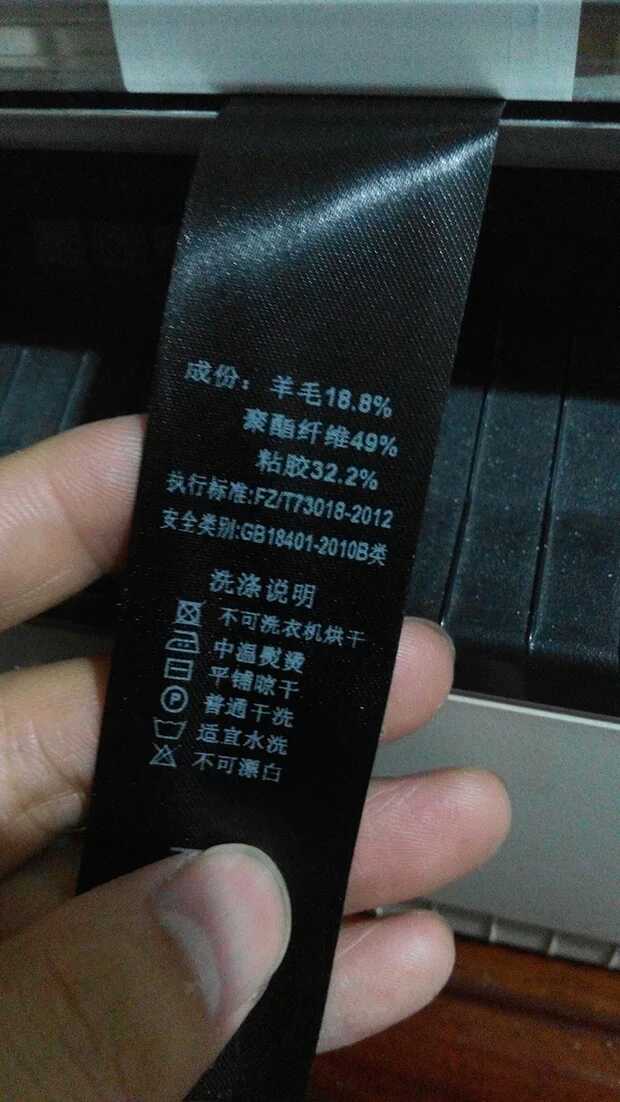 成份：羊毛18.8%
聚酯纤维49%
粘胶32.2%
执行标准:FZ/T73018-2012
安全类别:GB18401-2010B类
洗涤说明
不可洗衣机烘干
中温熨烫
平铺晾干
P 普通干洗
适宜水洗
不可漂白